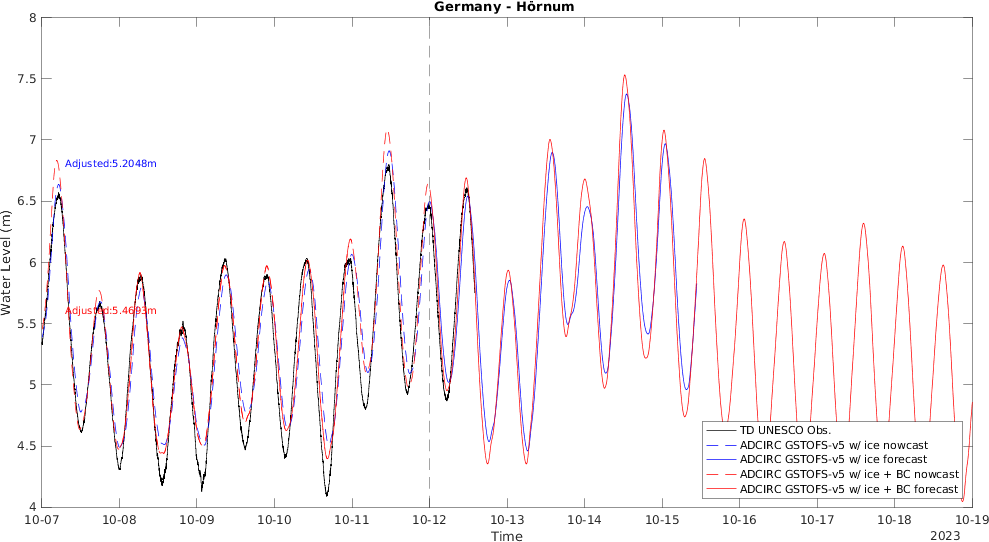 Germany - Hörnum
8
7.5
7
6.5
6
5.5
5
4.5
4
Water Level (m)
Adjusted:5.2048m
Adjusted:5.4693m
TD UNESCO Obs.
ADCIRC GSTOFS-v5 w/ ice nowcast
ADCIRC GSTOFS-v5 w/ ice forecast
ADCIRC GSTOFS-v5 w/ ice + BC nowcast
ADCIRC GSTOFS-v5 w/ ice + BC forecast
10-07 10-08 10-09 10-10 10-11 10-12 10-13 10-14 10-15 10-16 10-17 10-18 10-19
Time
2023